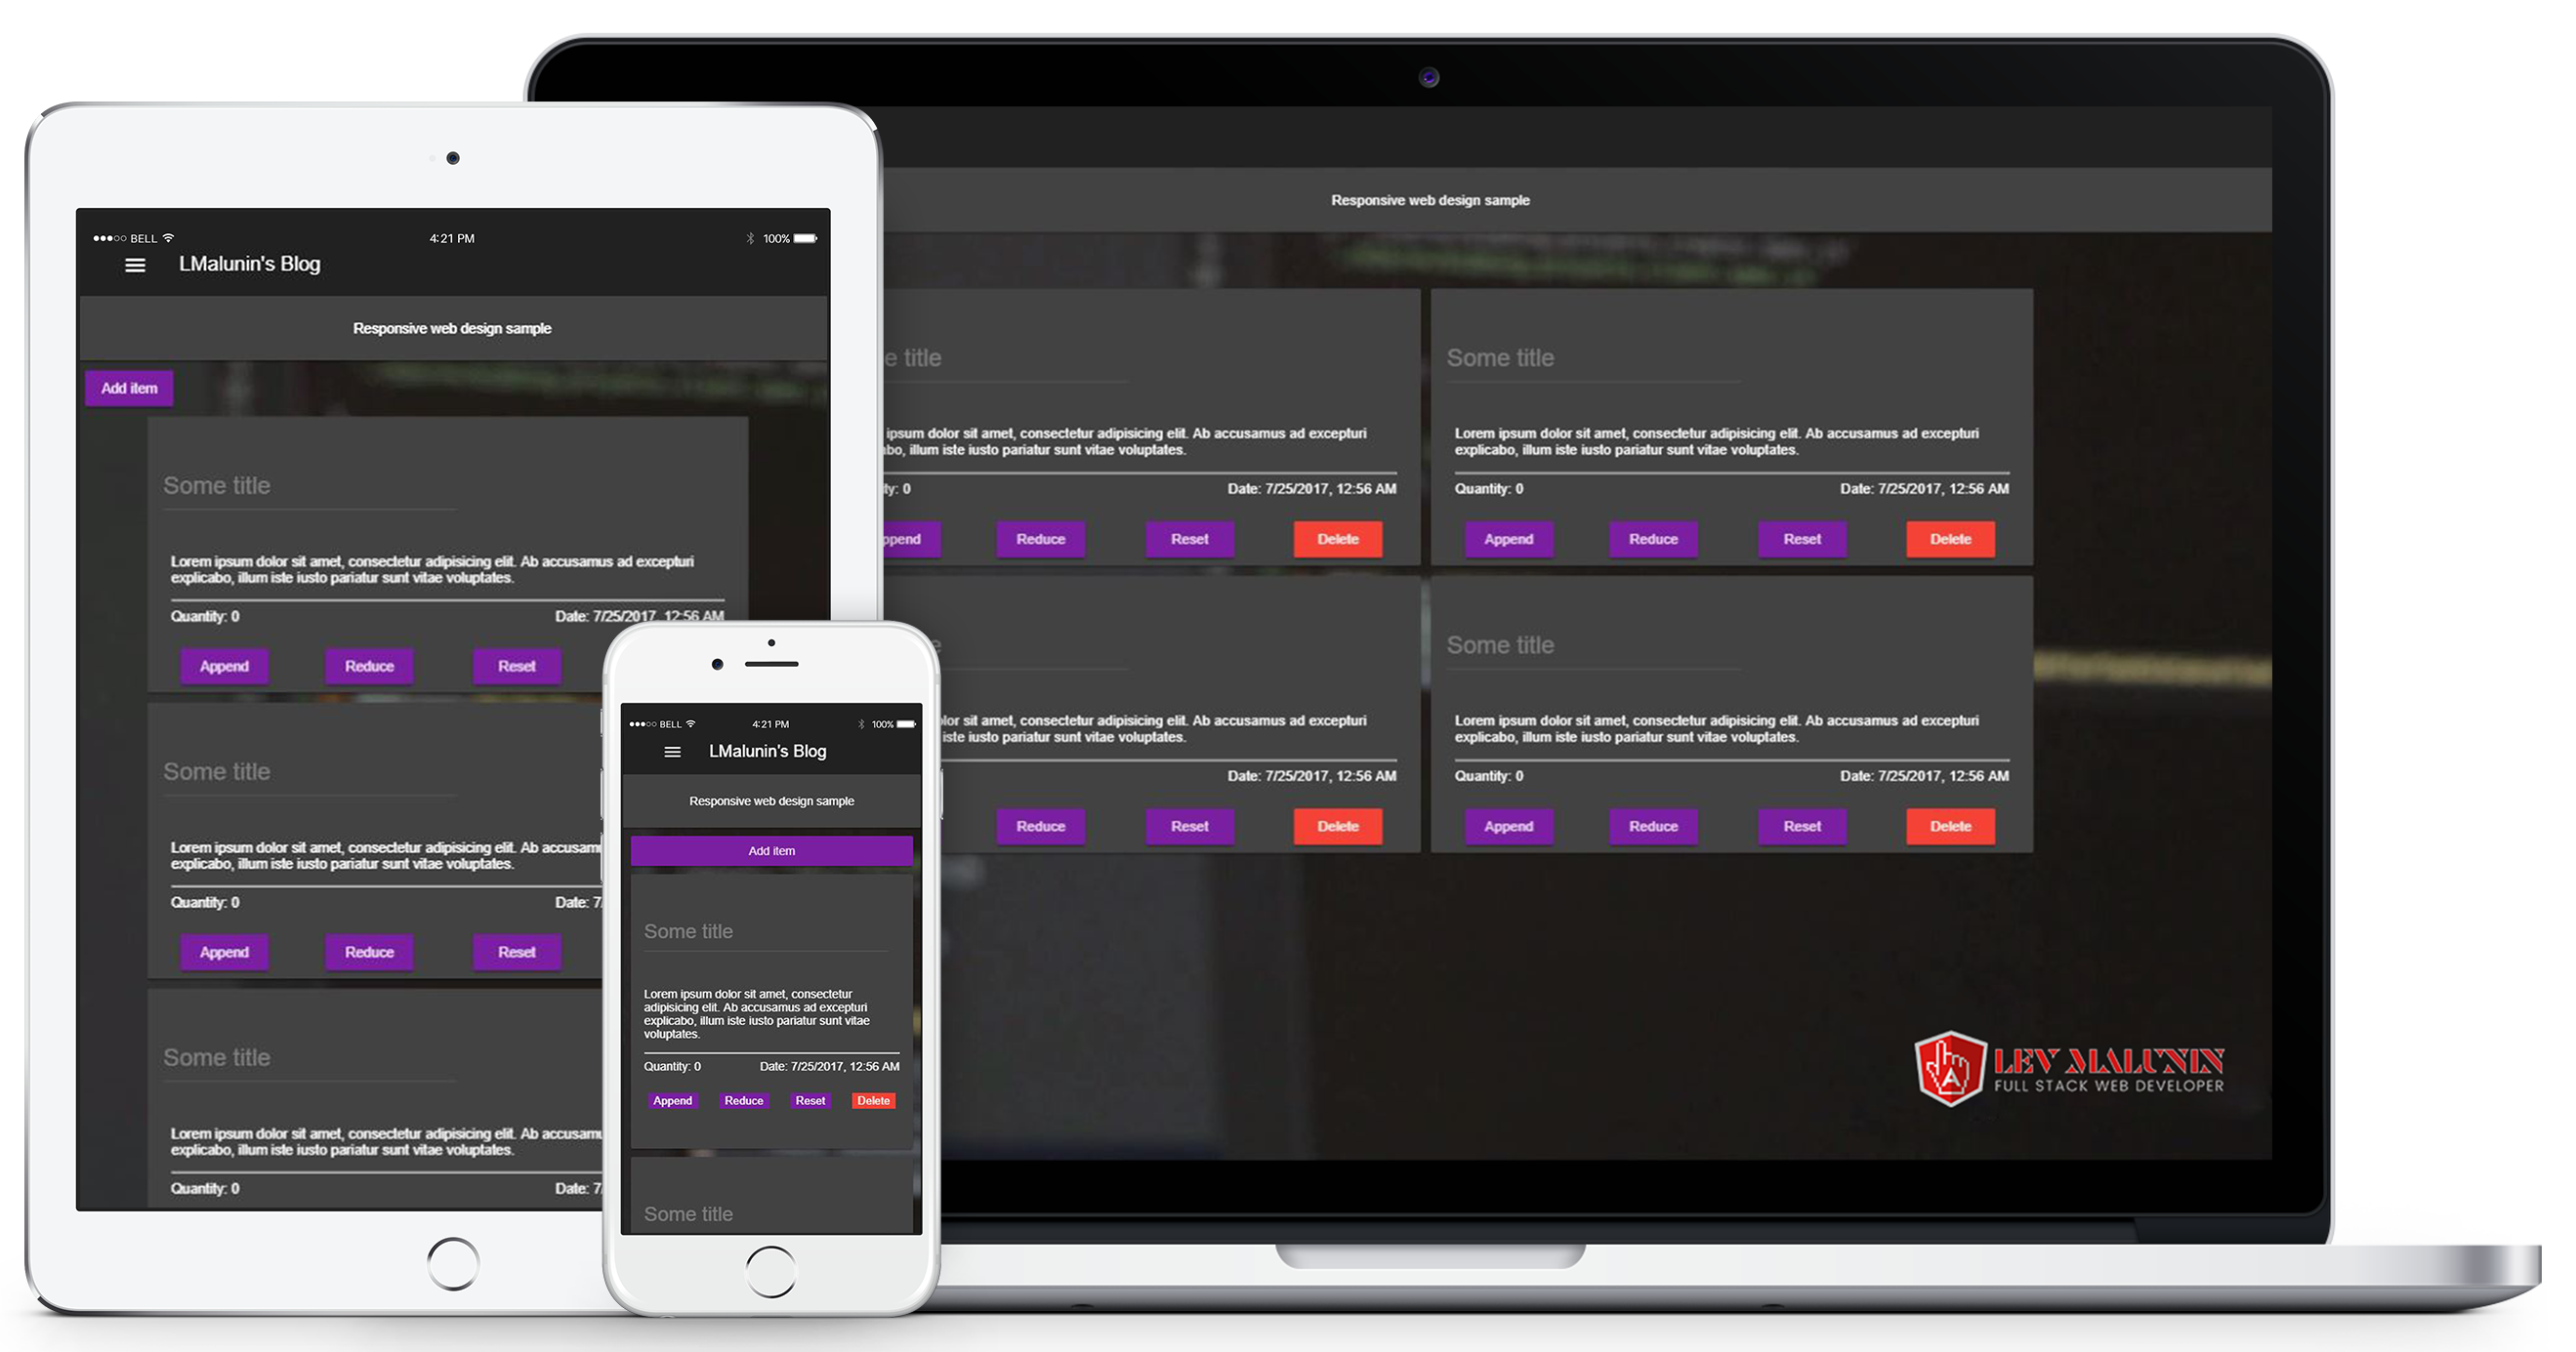 ●●●○○ BELL
4:21 PM
100%
LMalunin's Blog
Responsive web design sample
Add item
Some title
Lorem ipsum dolor sit amet, consectetur adipisicing elit. Ab accusamus ad excepturi
explicabo, illum iste iusto pariatur sunt vitae voluptates.
Quantity: 0
Date: 7/25/2017, 12:56 AM
Append
Reduce
Reset
Some title
Lorem ipsum dolor sit amet, consectetur adipisicing elit. Ab accusam
explicabo, illum iste iusto pariatur sunt vitae voluptates.
Quantity: 0
Date: 7/
Append
Reduce
Reset
Some title
Lorem ipsum dolor sit amet, consectetur adipisicing elit. Ab accusam
explicabo, illum iste iusto pariatur sunt vitae voluptates.
Quantity: 0
Date: 7/
●●●○○ BELL
4:21 PM
100%
LMalunin's Blog
Responsive web design sample
Add item
Some title
Lorem ipsum dolor sit amet, consectetur
adipisicing elit. Ab accusamus ad excepturi
explicabo, illum iste iusto pariatur sunt vitae
voluptates.
Quantity: 0
Date: 7/25/2017, 12:56 AM
Append
Reduce
Reset
Delete
Some title
Responsive web design sample
e title
ipsum dolor sit amet, consectetur adipisicing elit. Ab accusamus ad excepturi
bo, illum iste iusto pariatur sunt vitae voluptates.
ty: 0
Date: 7/25/2017, 12:56 AM
ppend
Reduce
Reset
Delete
Some title
Lorem ipsum dolor sit amet, consectetur adipisicing elit. Ab accusamus ad excepturi
explicabo, illum iste iusto pariatur sunt vitae voluptates.
Quantity: 0
Date: 7/25/2017, 12:56 AM
Append
Reduce
Reset
Delete
e
lor sit amet, consectetur adipisicing elit. Ab accusamus ad excepturi
iste iusto pariatur sunt vitae voluptates.
Date: 7/25/2017, 12:56 AM
Reduce
Reset
Delete
Some title
Lorem ipsum dolor sit amet, consectetur adipisicing elit. Ab accusamus ad excepturi
explicabo, illum iste iusto pariatur sunt vitae voluptates.
Quantity: 0
Date: 7/25/2017, 12:56 AM
Append
Reduce
Reset
Delete
A
LEV MALUNIN
FULL STACK WEB DEVELOPER